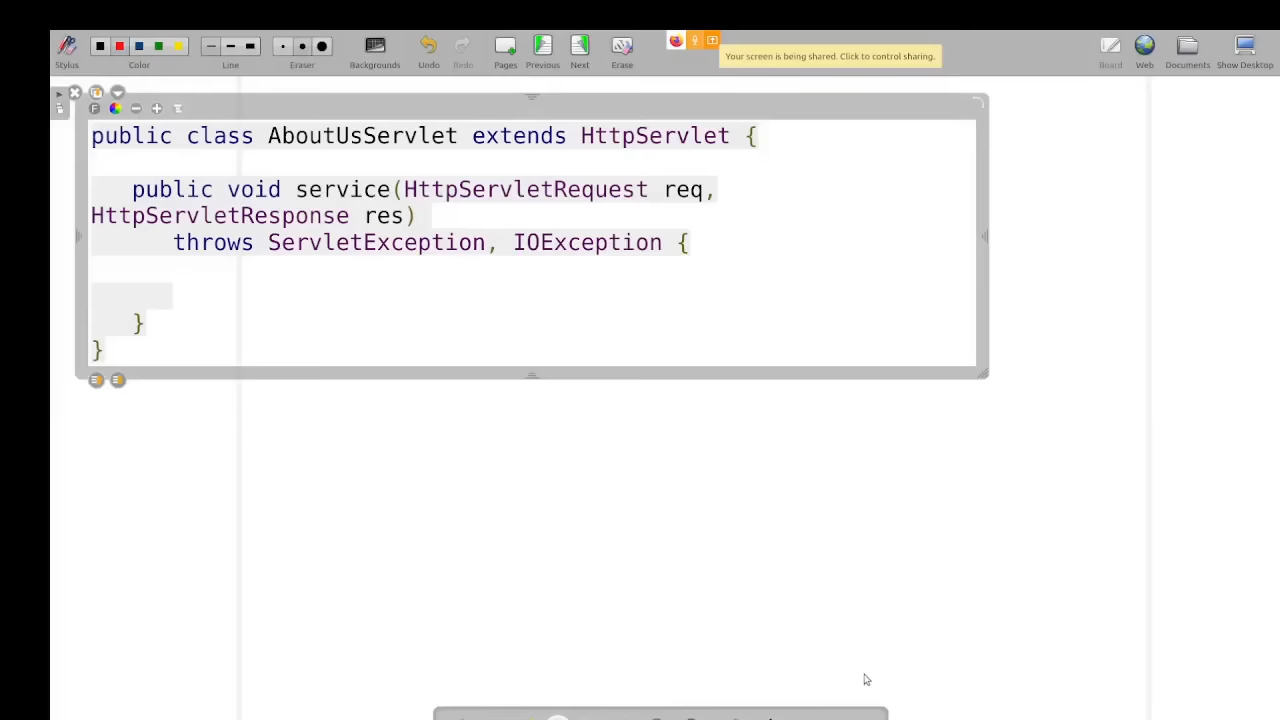 Stylus
Color
Line
Eraser
Backgrounds
Undo
Redo
Pages
Previous
Next
Erase
Your screen is being shared. Click to control sharing.
Board
Web
Documents
Show Desktop
F
public class AboutUsServlet extends HttpServlet {
public void service(HttpServletRequest req,
HttpServletResponse res)
throws ServletException, IOException {
}
}